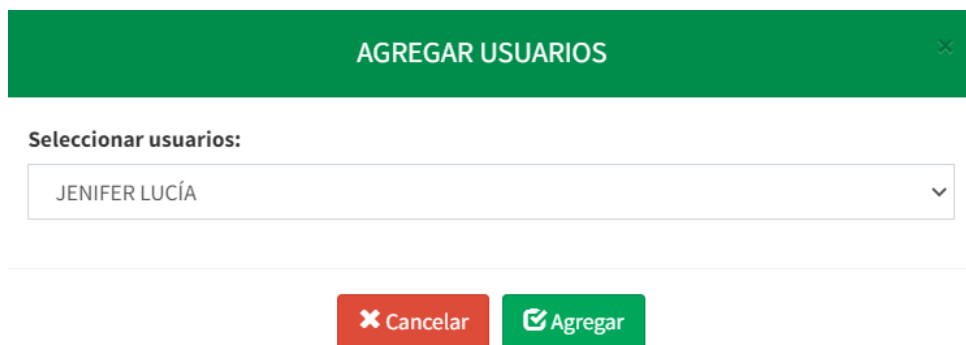 AGREGAR USUARIOS
Seleccionar usuarios:
JENIFER LUCÍA
Cancelar Agregar